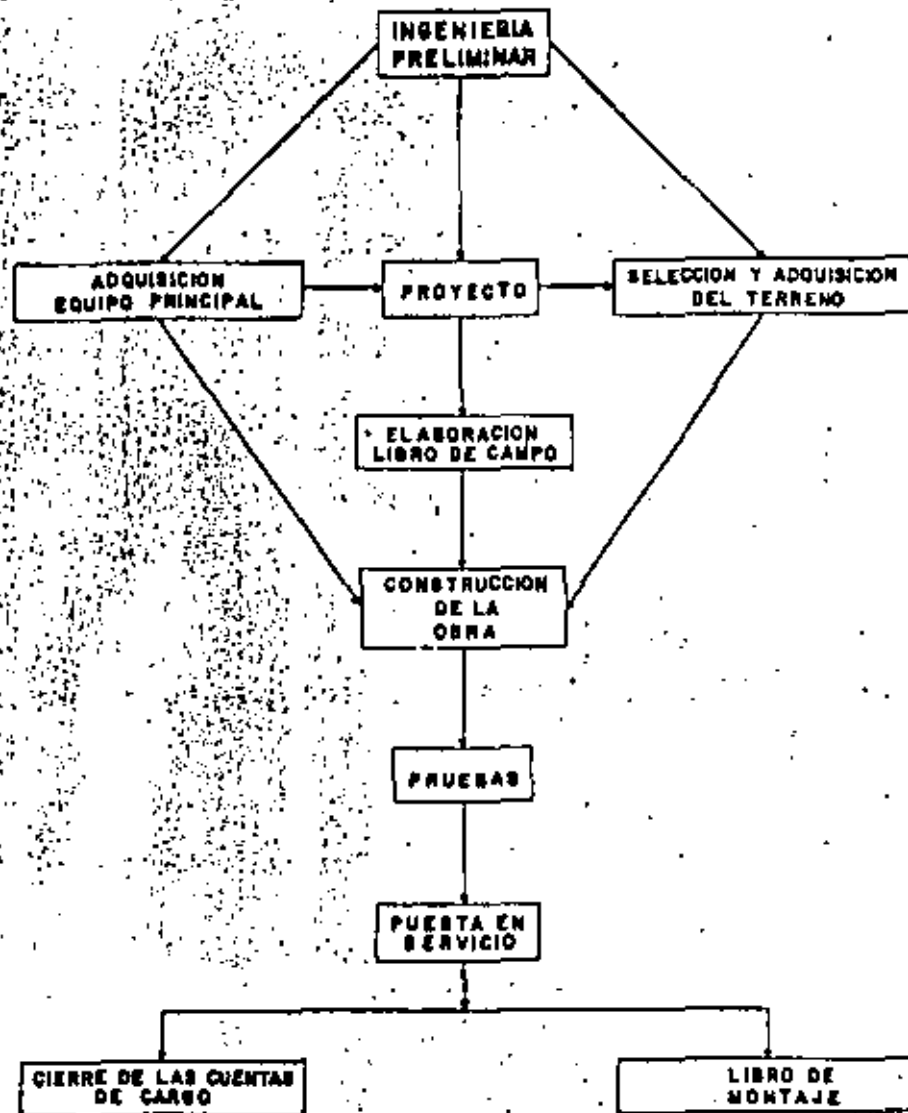 INGENIERIA
PRELIMINAR
ADQUISICION
EQUIPO PRINCIPAL
PROYECTO
SELECCION Y ADQUISICION
DEL TERRENO
ELABORACION
LIBRO DE CAMPO
CONSTRUCCION
DE LA
OBRA
PRUEBAS
PUESTA EN
SERVICIO
CIERRE DE LAS CUENTAS
DE CARGO
LIBRO DE
MONTAJE